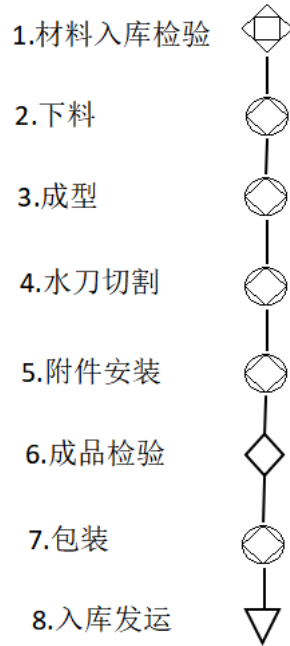 1.材料入库检验
2.下料
3.成型
4.水刀切割
5.附件安装
6.成品检验
7.包装
8.入库发运